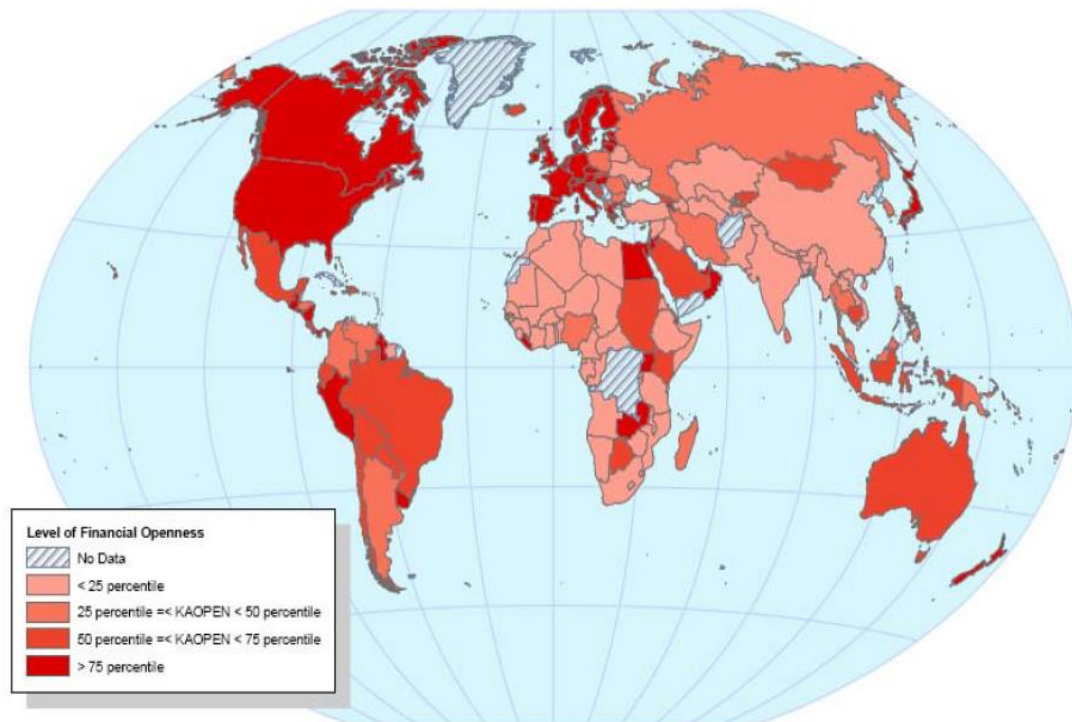 Level of Financial Openness
No Data
< 25 percentile
25 percentile =< KAOPEN < 50 percentile
50 percentile =< KAOPEN < 75 percentile
> 75 percentile